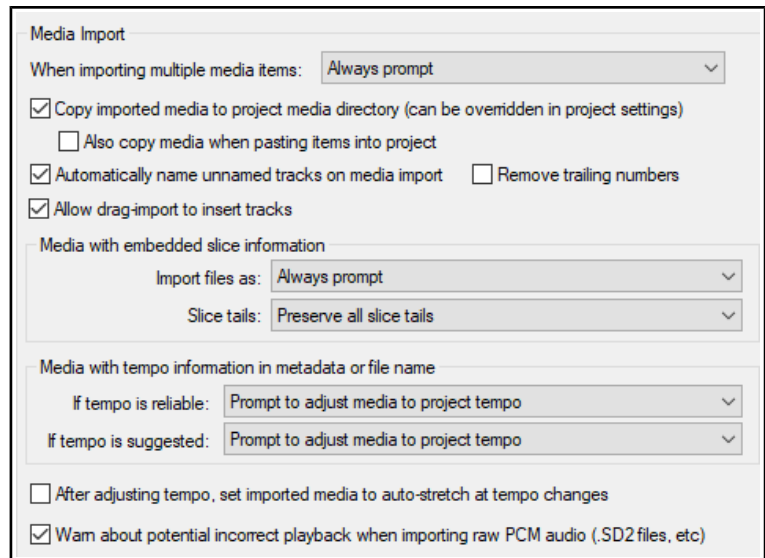 Media Import
When importing multiple media items: Always prompt
Copy imported media to project media directory (can be overridden in project settings)
Also copy media when pasting items into project
Automatically name unnamed tracks on media import Remove trailing numbers
Allow drag-import to insert tracks
Media with embedded slice information
Import files as: Always prompt
Slice tails: Preserve all slice tails
Media with tempo information in metadata or file name
If tempo is reliable: Prompt to adjust media to project tempo
If tempo is suggested: Prompt to adjust media to project tempo
After adjusting tempo, set imported media to auto-stretch at tempo changes
Warn about potential incorrect playback when importing raw PCM audio (.SD2 files, etc)